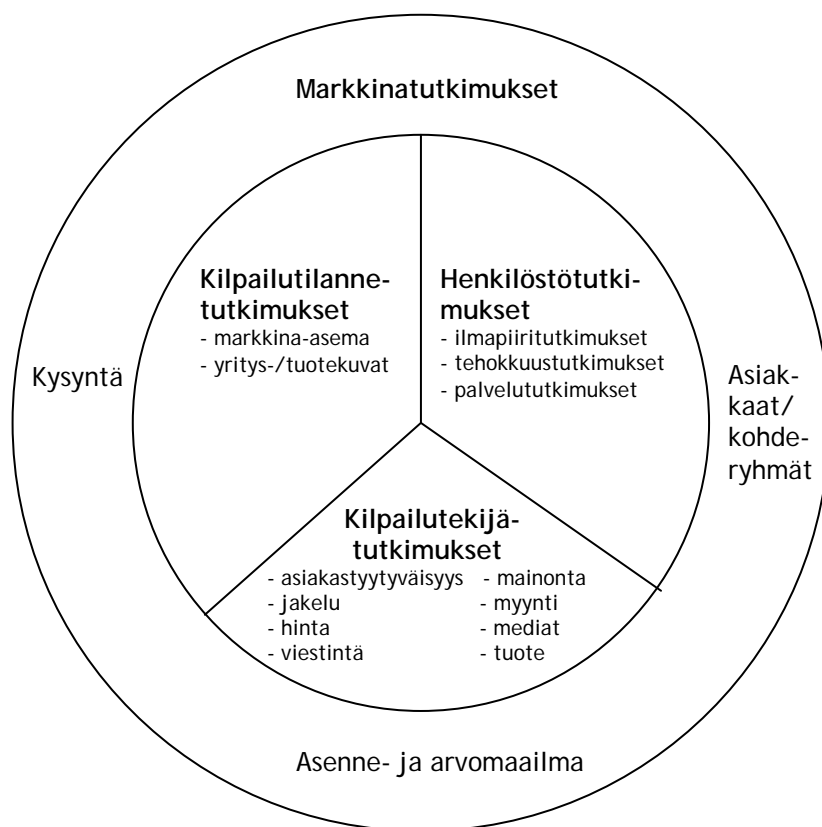 Markkinatutkimukset
Kilpailutilanne-
tutkimukset
- markkina-asema
- yritys-/tuotekuvat
Henkilöstötutki-
mukset
- ilmapiiritutkimukset
- tehokkuustutkimukset
- palvelututkimukset
Kysyntä
Asiak-
kaat/
kohde-
ryhmät
Kilpailutekijä-
tutkimukset
- asiakastyytyväisyys
- jakelu
- hinta
- viestintä
- mainonta
- myynti
- mediat
- tuote
Asenne- ja arvomaailma